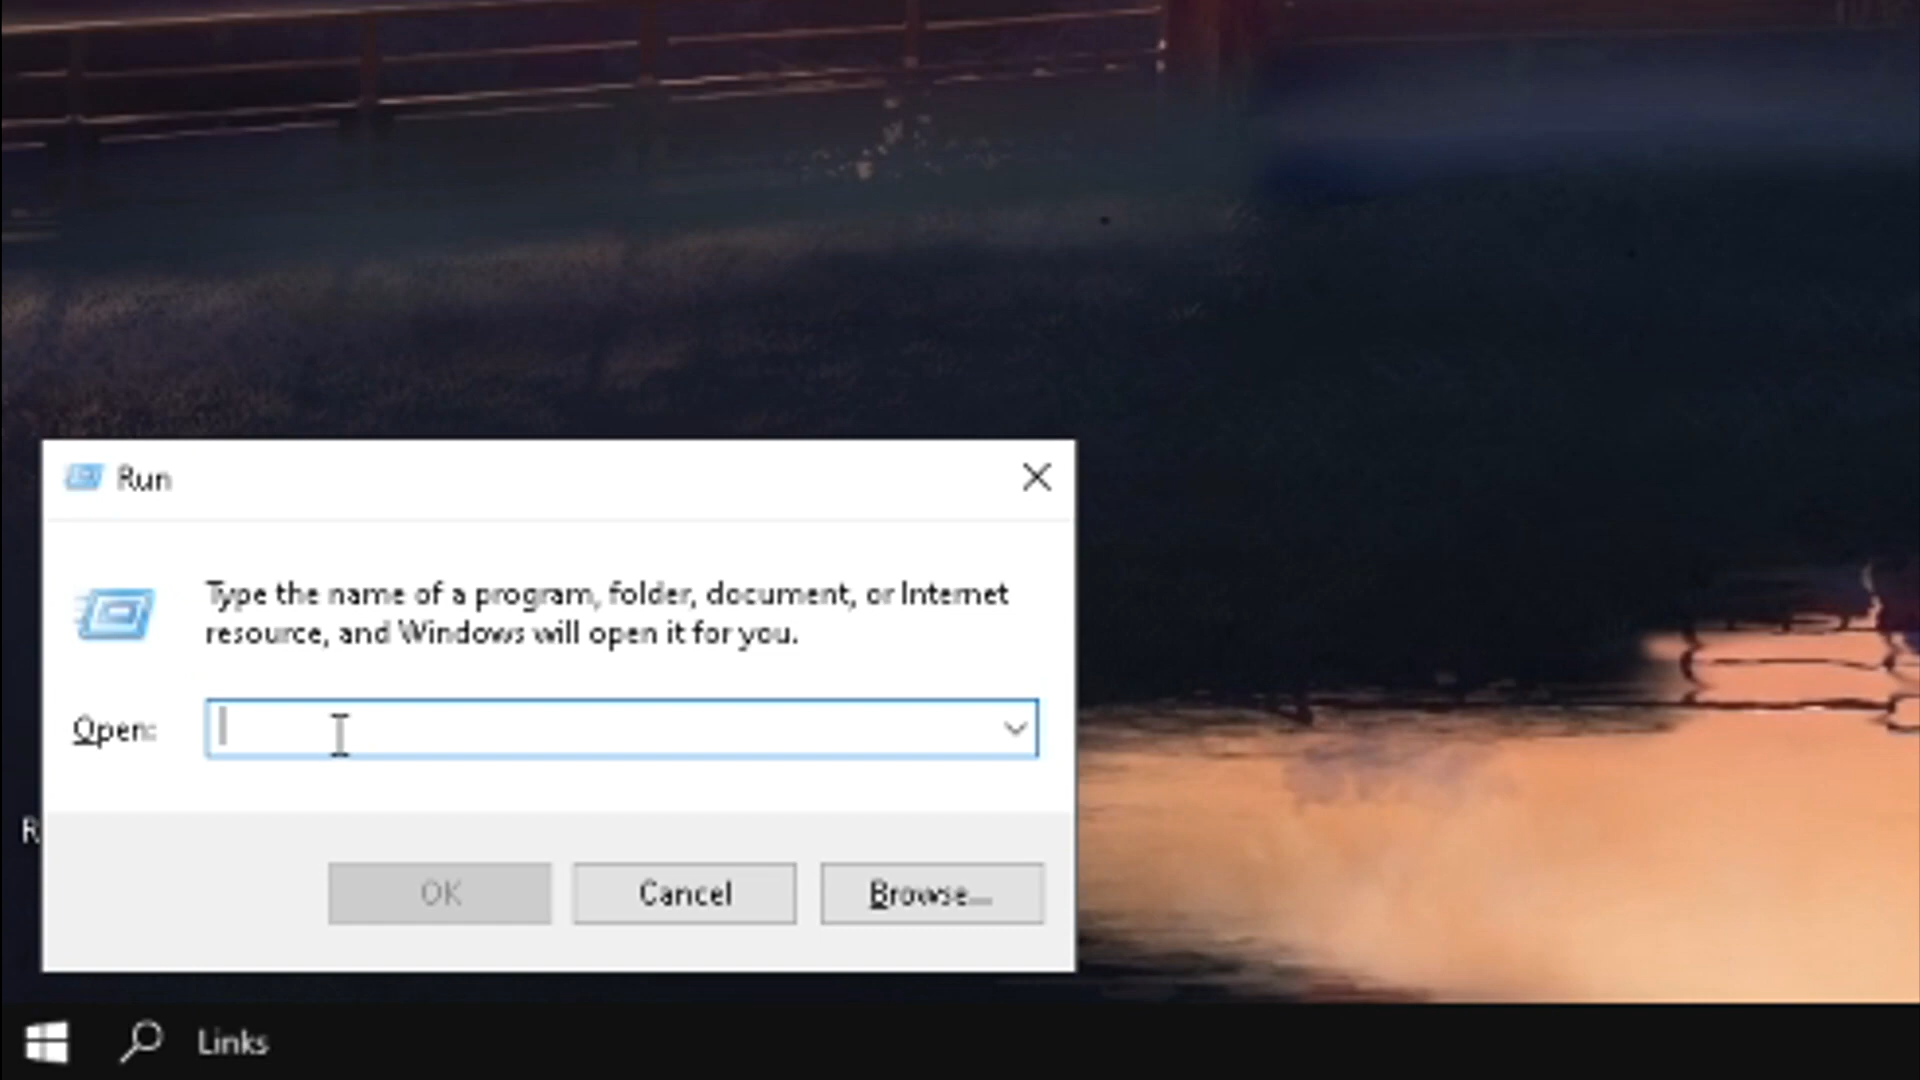 Run
Type the name of a program, folder, document, or Internet
resource, and Windows will open it for you.
Open:
R
OK
Cancel
Browse...
Links